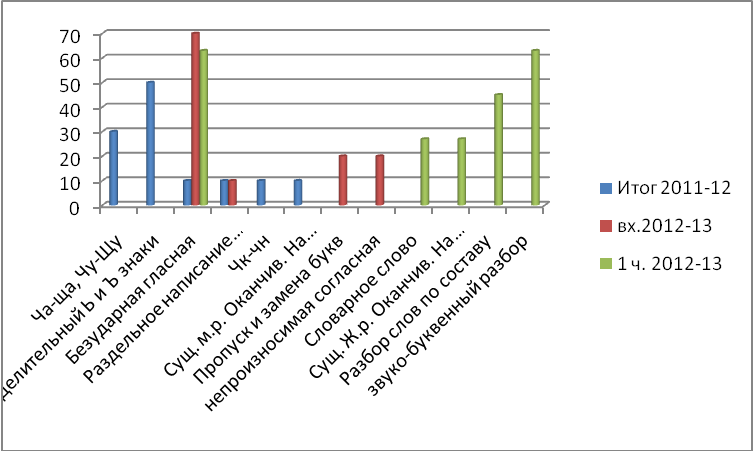 70
60
50
40
30
20
10
0
Ча-ща, Чу-Щу
делительный Ь и Ъ знаки
Безударная гласная
Раздельное написание...
Чк-чн
Сущ. м.р. Оканчив. На...
Пропуск и замена букв
непроизносимая согласная
Словарное слово
Сущ. Ж.р. Оканчив. На...
Разбор слов по составу
звуко-буквенный разбор
Итог 2011-12
вх.2012-13
1 ч. 2012-13